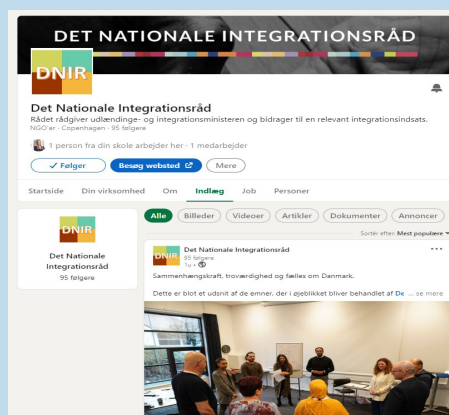 DET NATIONALE INTEGRATIONSRÅD
DNIR
Det Nationale Integrationsråd
Rådet rådgiver udlændinge- og integrationsministeren og bidrager til en relevant integrationsindsats.
NGO'er · Copenhagen · 95 følgere
1 person fra din skole arbejder her · 1 medarbejder
Følger
Besøg websted
Mere
Startside Din virksomhed Om Indlæg Job Personer
DNIR
Det Nationale
Integrationsråd
95 følgere
Alle Billeder Videoer Artikler Dokumenter Annoncer
Sortér efter: Mest populære
DNIR
Det Nationale Integrationsråd
95 følgere
1u •
Sammenhængskraft, troværdighed og fælles om Danmark.
Dette er blot et udsnit af de emner, der i øjeblikket bliver behandlet af De ... se mere